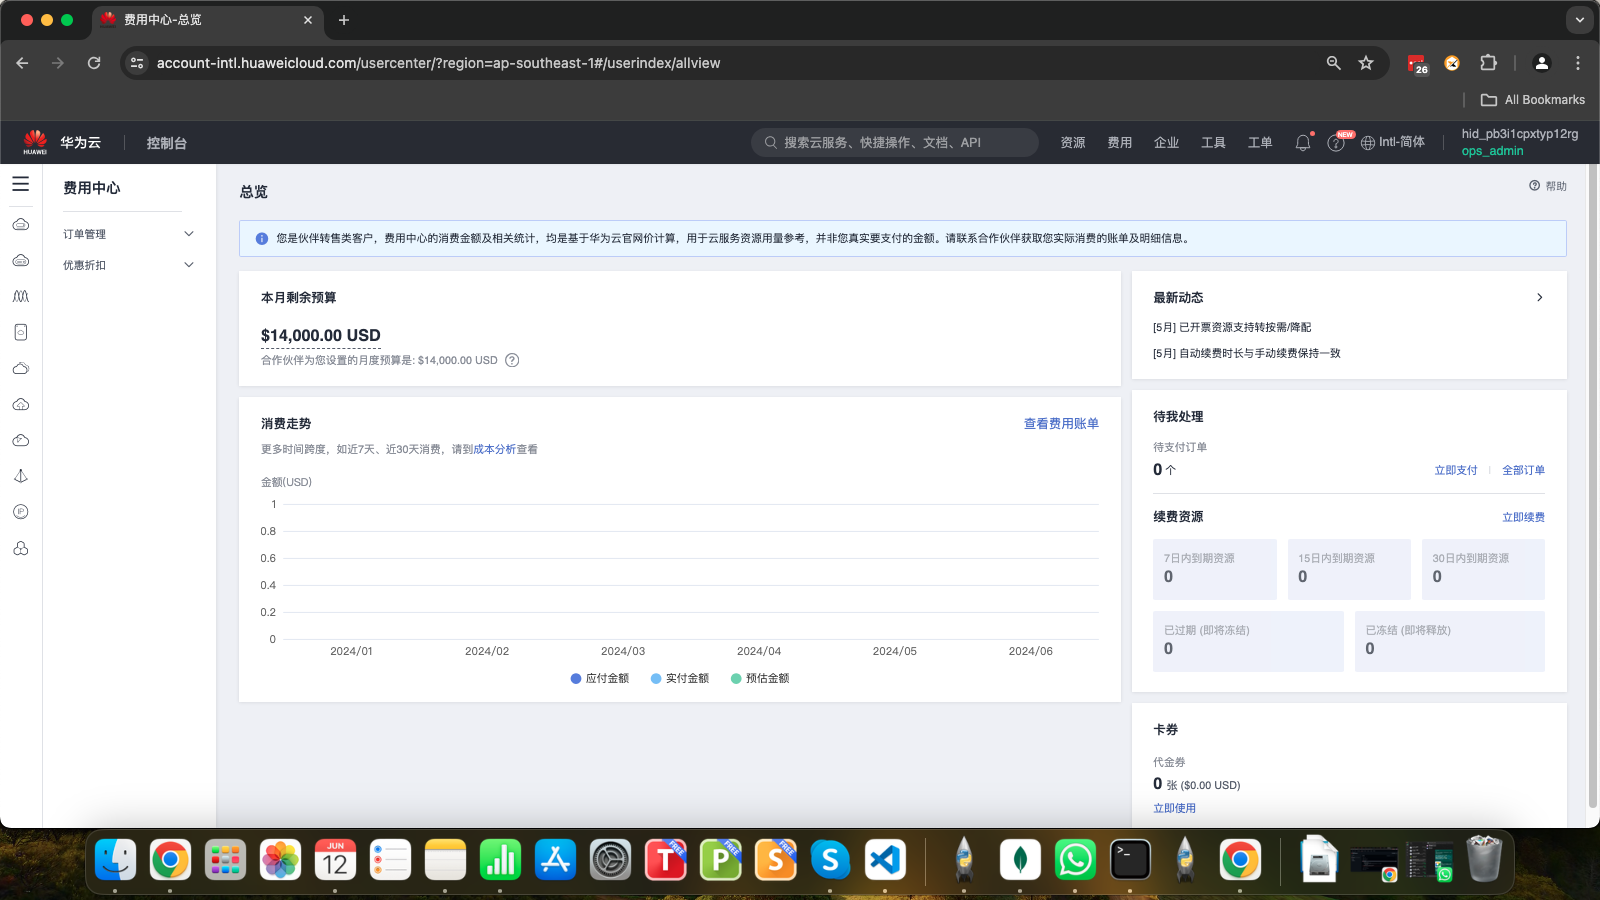 费用中心-总览
account-intl.huaweicloud.com/usercenter/?region=ap-southeast-1#/userindex/allview
26
All Bookmarks
HUAWEI
华为云
控制台
搜索云服务、快捷操作、文档、API
资源
费用
企业
工具
工单
NEW
Intl-简体
hid_pb3i1cpxtyp12rg
ops_admin
费用中心
订单管理
优惠折扣
IP
总览
帮助
您是伙伴转售类客户，费用中心的消费金额及相关统计，均是基于华为云官网价计算，用于云服务资源用量参考，并非您真实要支付的金额。请联系合作伙伴获取您实际消费的账单及明细信息。
本月剩余预算
$14,000.00 USD
合作伙伴为您设置的月度预算是: $14,000.00 USD
消费走势
查看费用账单
更多时间跨度，如近7天、近30天消费，请到成本分析查看
金额(USD)
1
0.8
0.6
0.4
0.2
0
2024/01
2024/02
2024/03
2024/04
2024/05
2024/06
应付金额
实付金额
预估金额
最新动态
[5月] 已开票资源支持转按需/降配
[5月] 自动续费时长与手动续费保持一致
待我处理
待支付订单
0 个
立即支付
全部订单
续费资源
立即续费
7日内到期资源
0
15日内到期资源
0
30日内到期资源
0
已过期 (即将冻结)
0
已冻结 (即将释放)
0
卡券
代金券
0 张 ($0.00 USD)
立即使用
JUN
12
T
FREE
P
FREE
S
FREE
S
>_